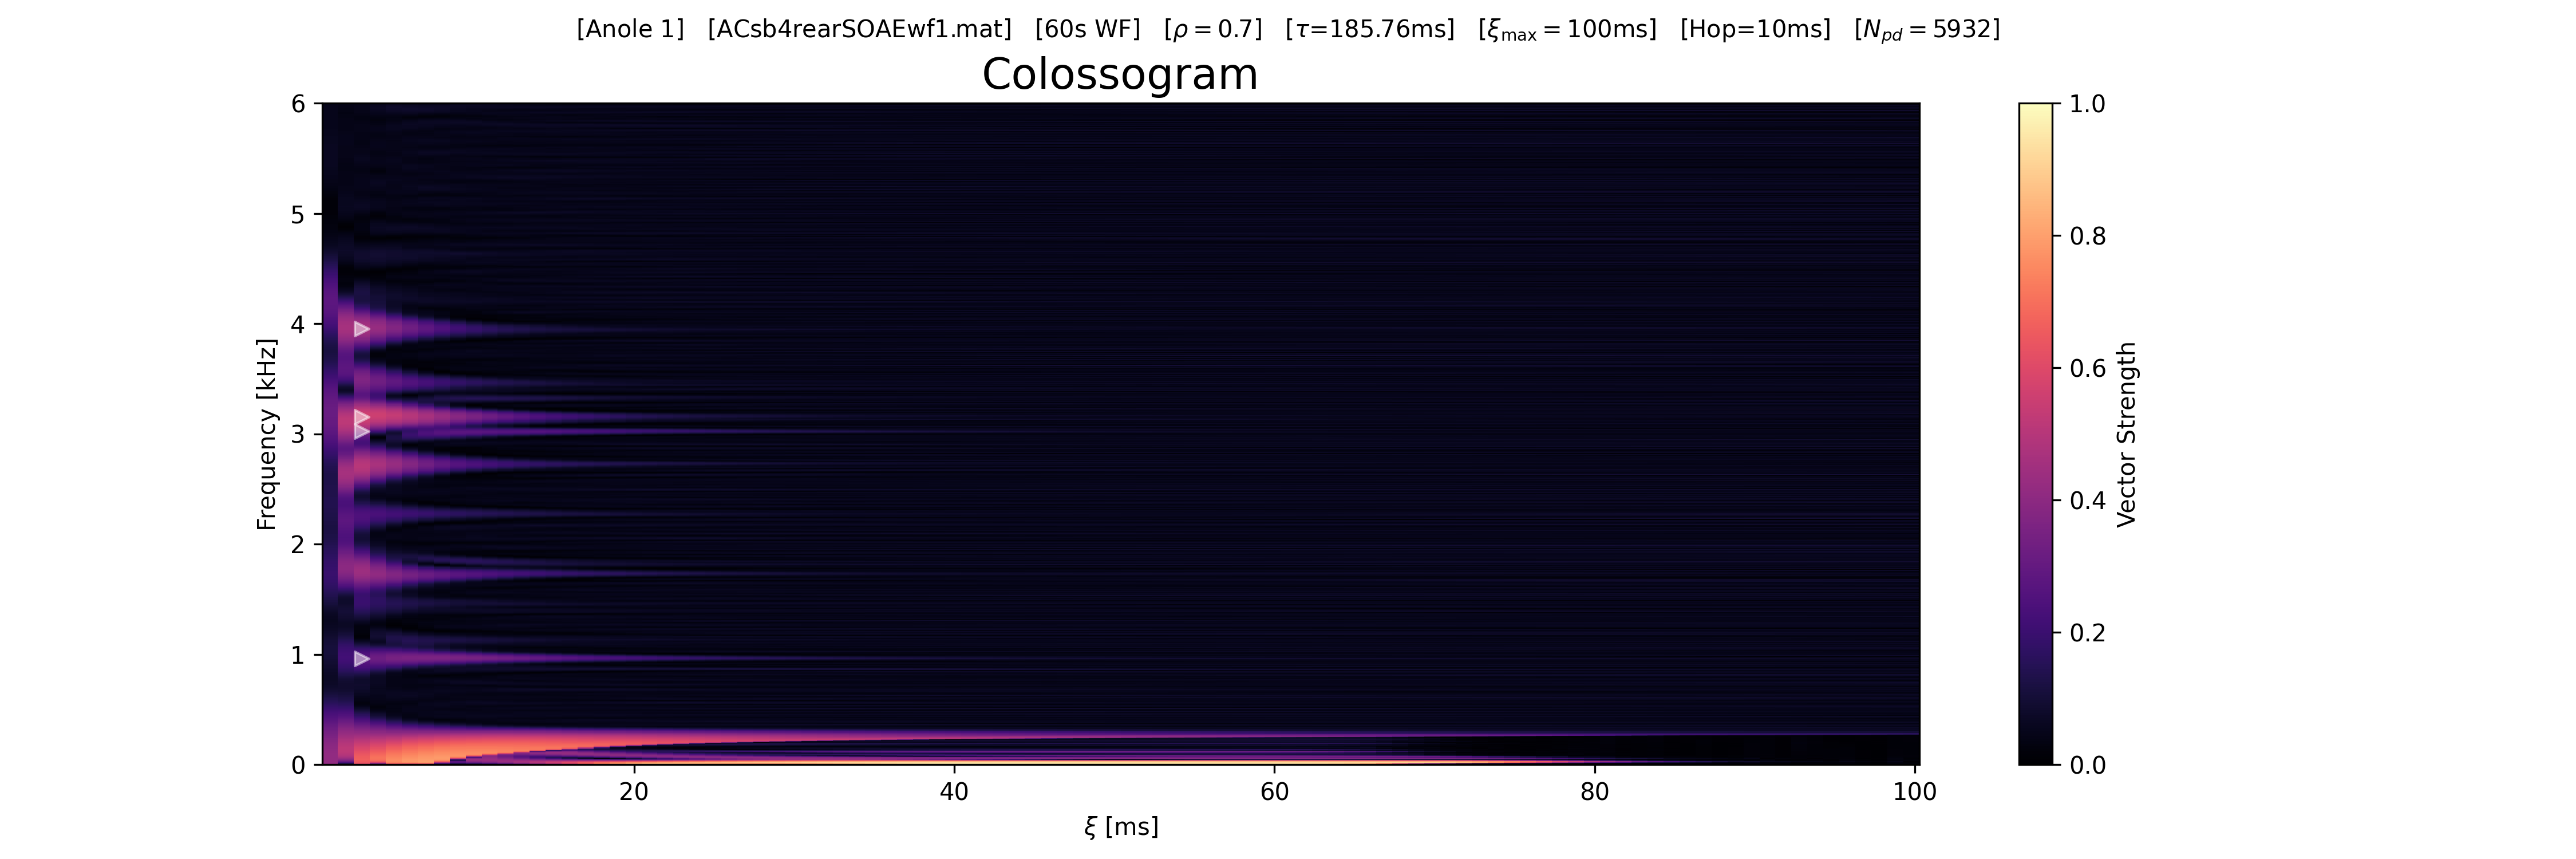 [Anole 1] [ACsb4rearSOAEwf1.mat] [60s WF] [ρ = 0.7] [τ=185.76ms] [ξmax = 100ms] [Hop=10ms] [Npd = 5932]
Colossogram
6
5
4
3
2
1
0
Frequency [kHz]
20 40 60 80 100
ξ [ms]
1.0
0.8
0.6
0.4
0.2
0.0
Vector Strength